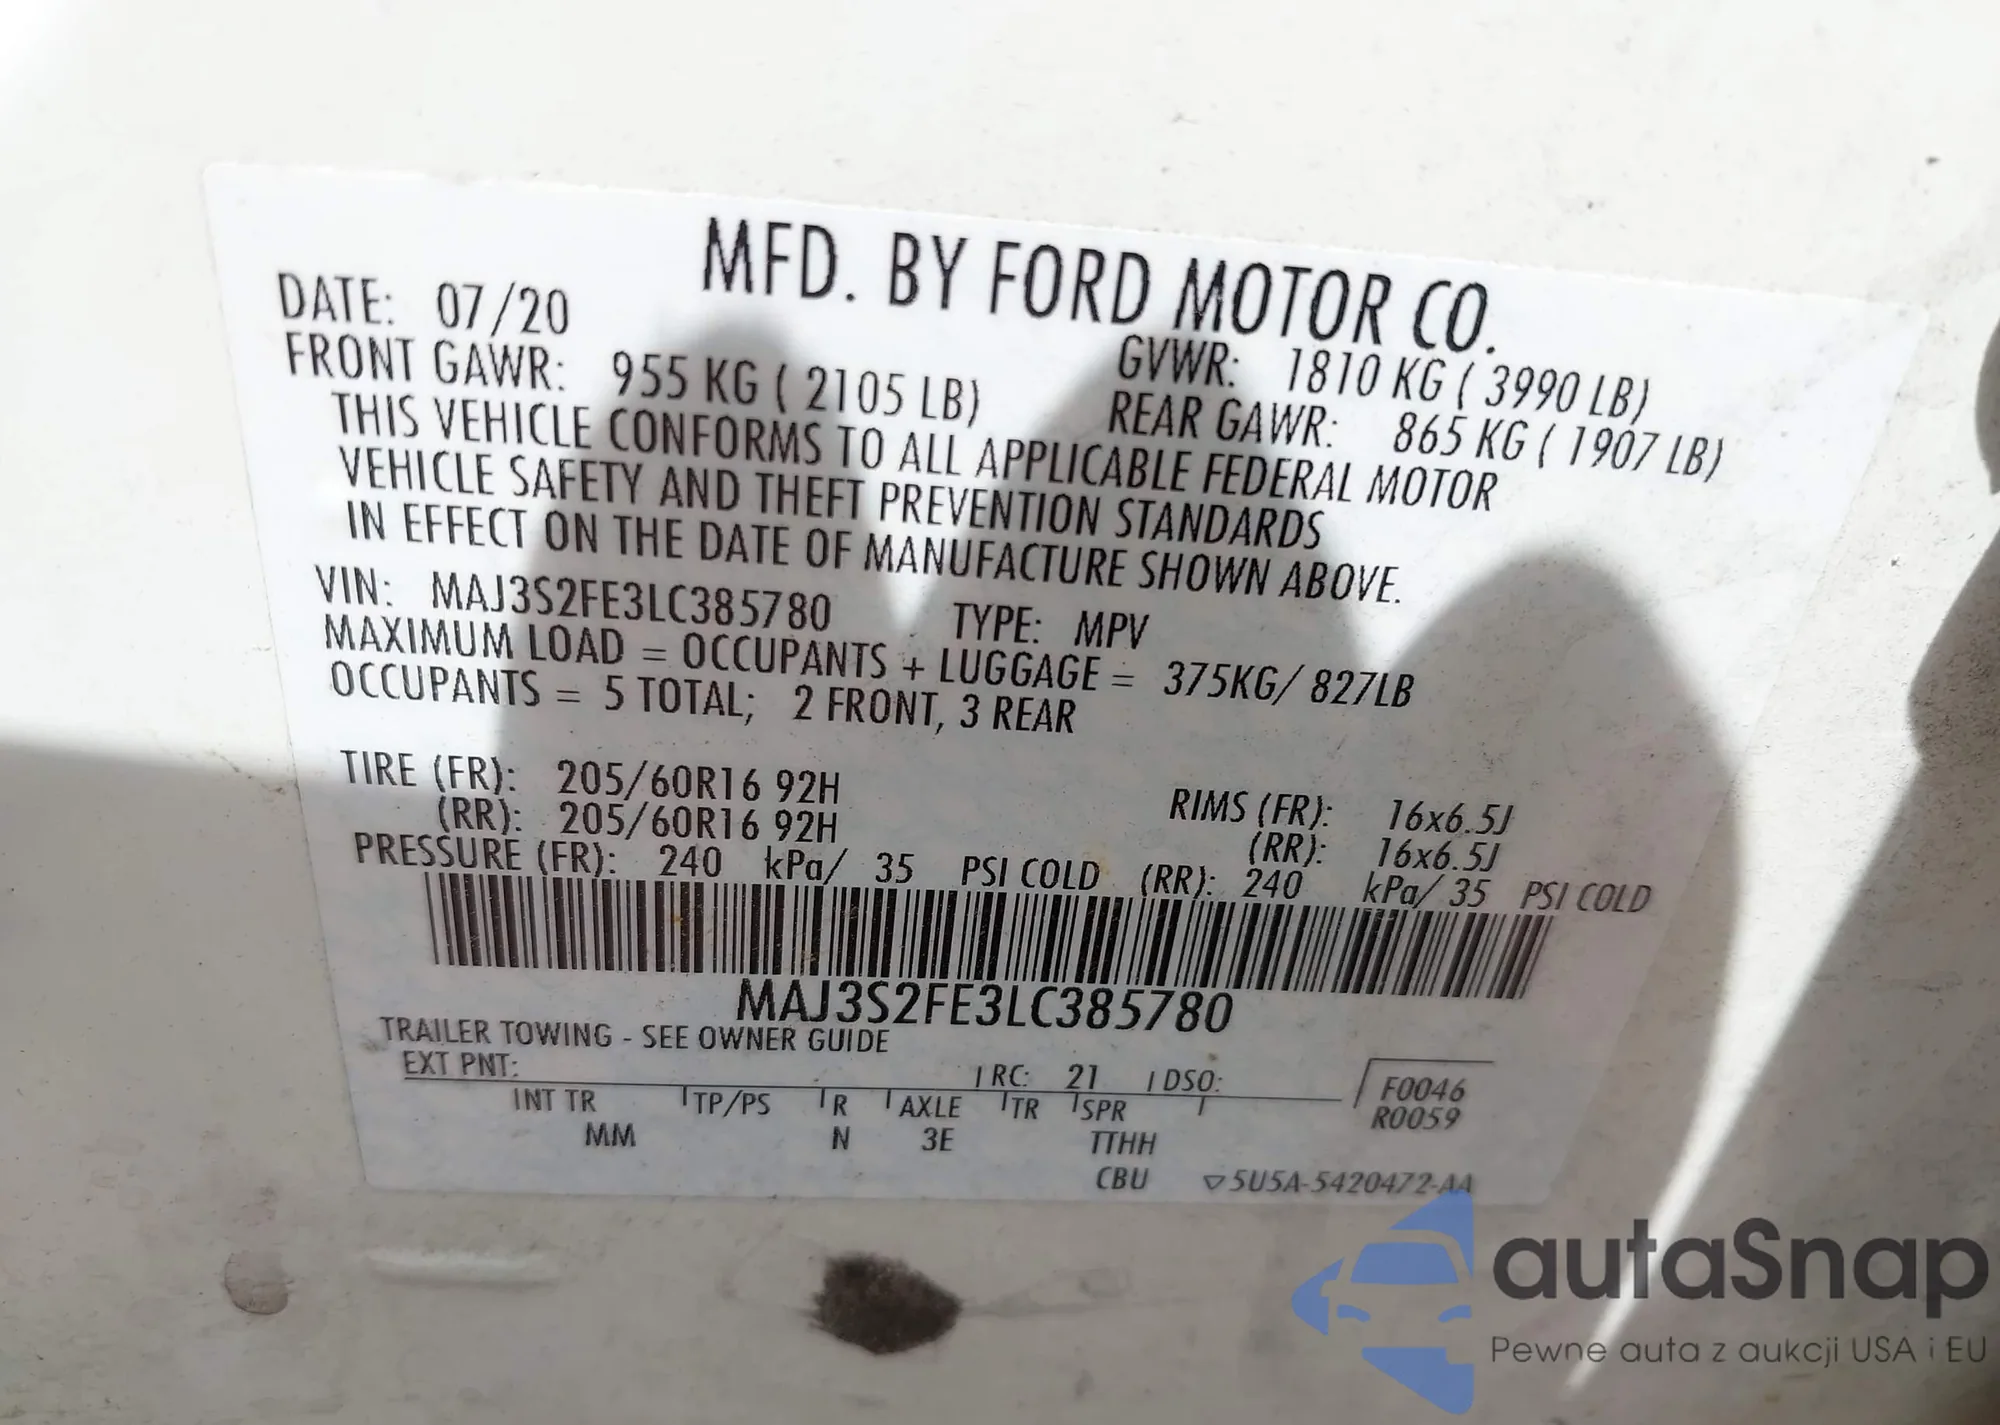 MFD. BY FORD MOTOR CO.
DATE: 07/20 GVWR: 1810 KG ( 3990 LB)
FRONT GAWR: 955 KG ( 2105 LB) REAR GAWR: 865 KG ( 1907 LB)
THIS VEHICLE CONFORMS TO ALL APPLICABLE FEDERAL MOTOR
VEHICLE SAFETY AND THEFT PREVENTION STANDARDS
IN EFFECT ON THE DATE OF MANUFACTURE SHOWN ABOVE.
VIN: MAJ3S2FE3LC385780 TYPE: MPV
MAXIMUM LOAD = OCCUPANTS + LUGGAGE = 375KG/ 827LB
OCCUPANTS = 5 TOTAL; 2 FRONT, 3 REAR
TIRE (FR): 205/60R16 92H RIMS (FR): 16x6.5J
(RR): 205/60R16 92H (RR): 16x6.5J
PRESSURE (FR): 240 kPa/ 35 PSI COLD (RR): 240 kPa/ 35 PSI COLD
MAJ3S2FE3LC385780
TRAILER TOWING - SEE OWNER GUIDE
EXT PNT: RC: 21 DSO: F0046
INT TR TP/PS R AXLE TR SPR R0059
MM N 3E TTHH
CBU ▽5U5A-5420472-AA
autaSnap
Pewne auta z aukcji USA i EU